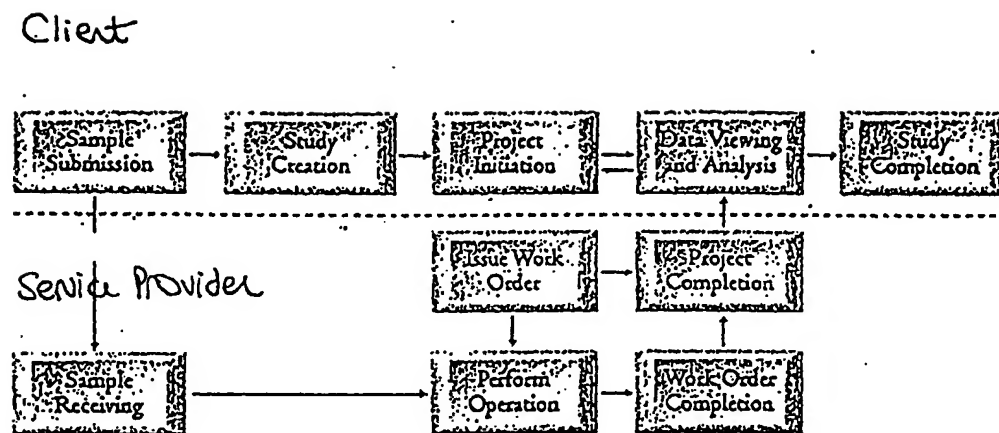 Client
Sample
Submission
Study
Creation
Project
Initiation
Data Viewing
and Analysis
Study
Completion
Service Provider
Issue Work
Order
Project
Completion
Sample
Receiving
Perform
Operation
Work Order
Completion